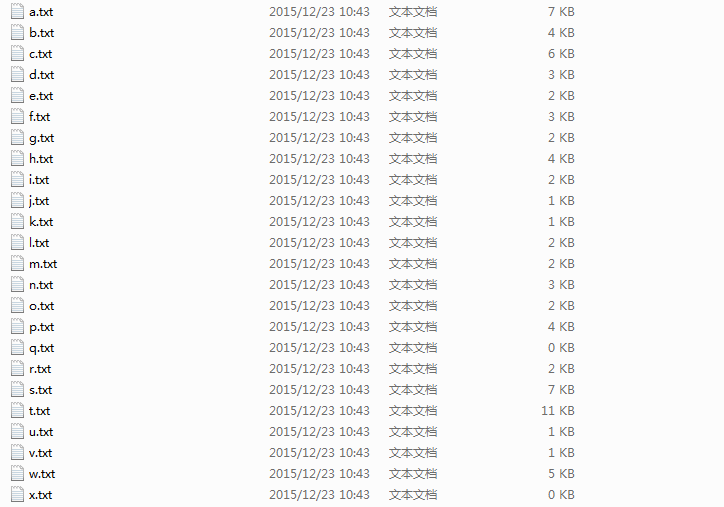 a.txt 2015/12/23 10:43 文本文档 7 KB
b.txt 2015/12/23 10:43 文本文档 4 KB
c.txt 2015/12/23 10:43 文本文档 6 KB
d.txt 2015/12/23 10:43 文本文档 3 KB
e.txt 2015/12/23 10:43 文本文档 2 KB
f.txt 2015/12/23 10:43 文本文档 3 KB
g.txt 2015/12/23 10:43 文本文档 2 KB
h.txt 2015/12/23 10:43 文本文档 4 KB
i.txt 2015/12/23 10:43 文本文档 2 KB
j.txt 2015/12/23 10:43 文本文档 1 KB
k.txt 2015/12/23 10:43 文本文档 1 KB
l.txt 2015/12/23 10:43 文本文档 2 KB
m.txt 2015/12/23 10:43 文本文档 2 KB
n.txt 2015/12/23 10:43 文本文档 3 KB
o.txt 2015/12/23 10:43 文本文档 2 KB
p.txt 2015/12/23 10:43 文本文档 4 KB
q.txt 2015/12/23 10:43 文本文档 0 KB
r.txt 2015/12/23 10:43 文本文档 2 KB
s.txt 2015/12/23 10:43 文本文档 7 KB
t.txt 2015/12/23 10:43 文本文档 11 KB
u.txt 2015/12/23 10:43 文本文档 1 KB
v.txt 2015/12/23 10:43 文本文档 1 KB
w.txt 2015/12/23 10:43 文本文档 5 KB
x.txt 2015/12/23 10:43 文本文档 0 KB